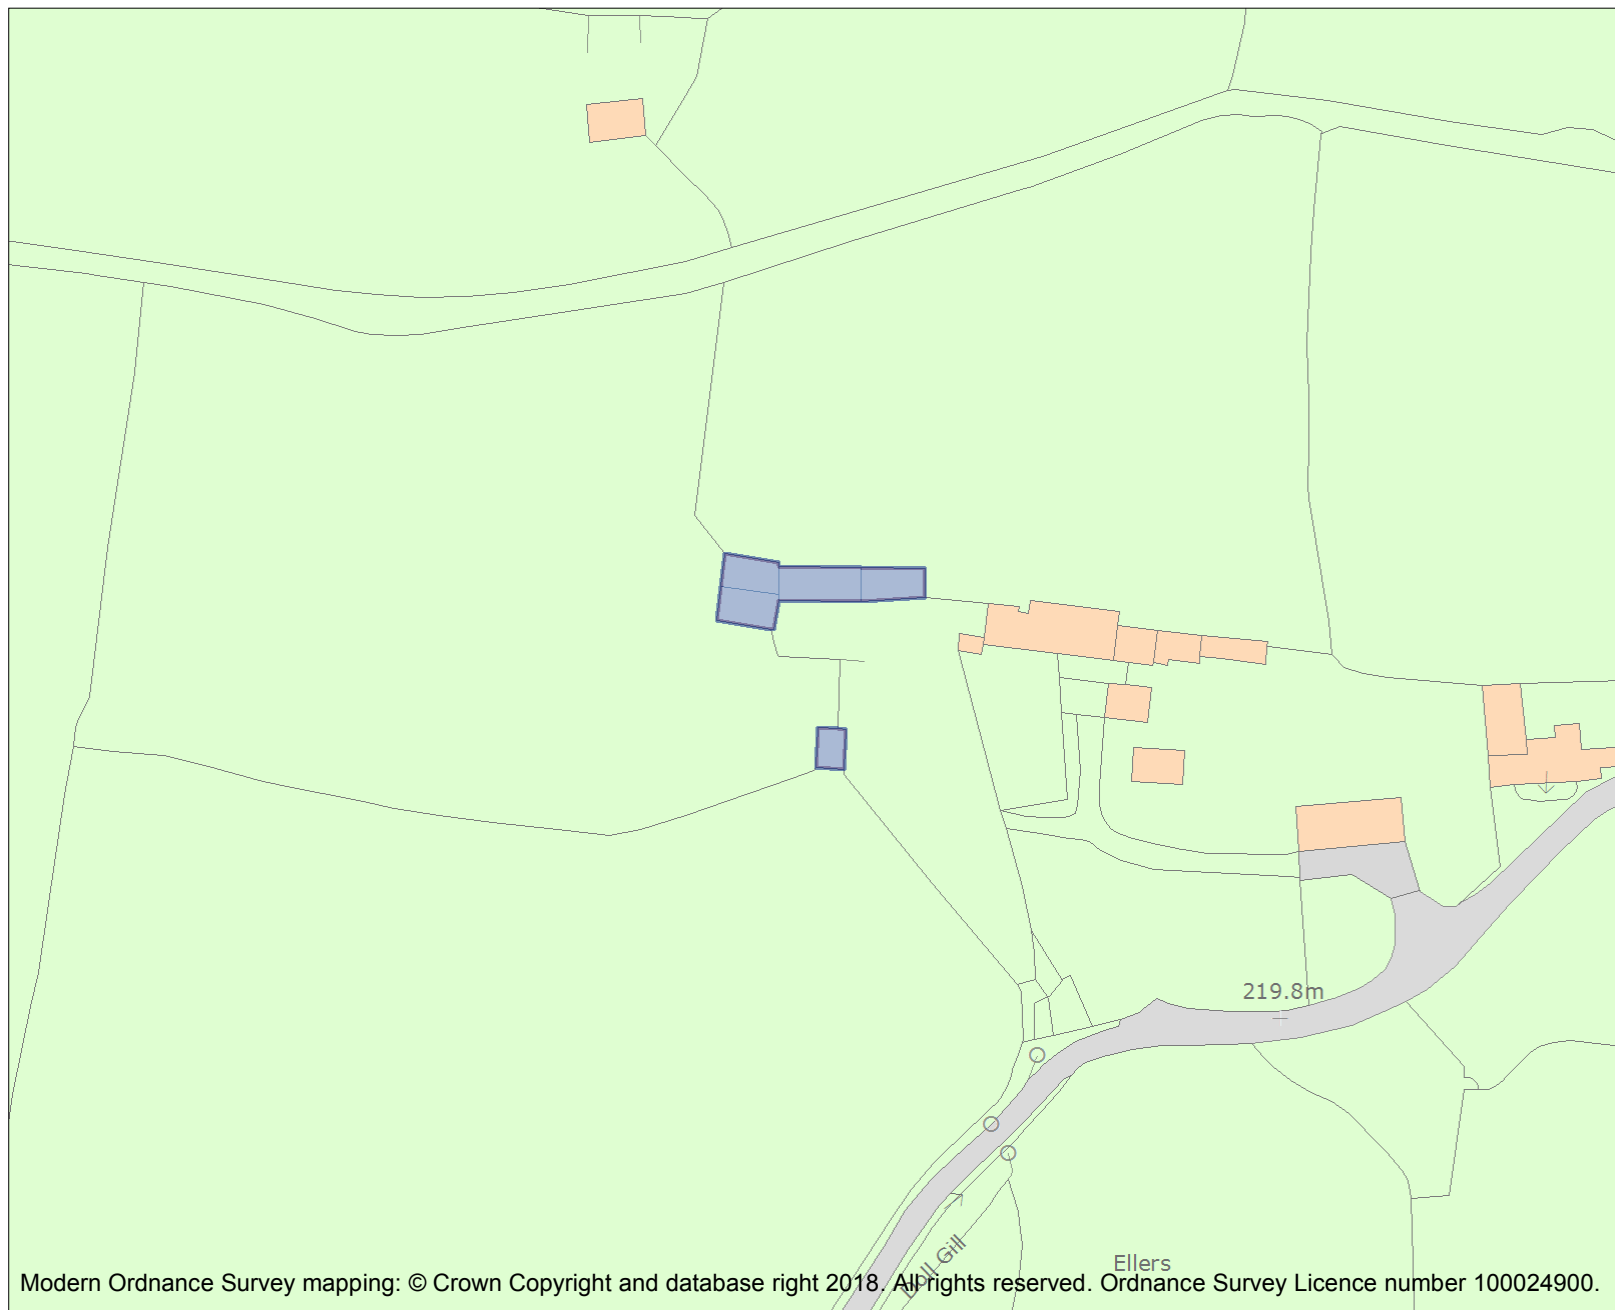 219.8m
Gill
Ellers
Modern Ordnance Survey mapping: © Crown Copyright and database right 2018. All rights reserved. Ordnance Survey Licence number 100024900.